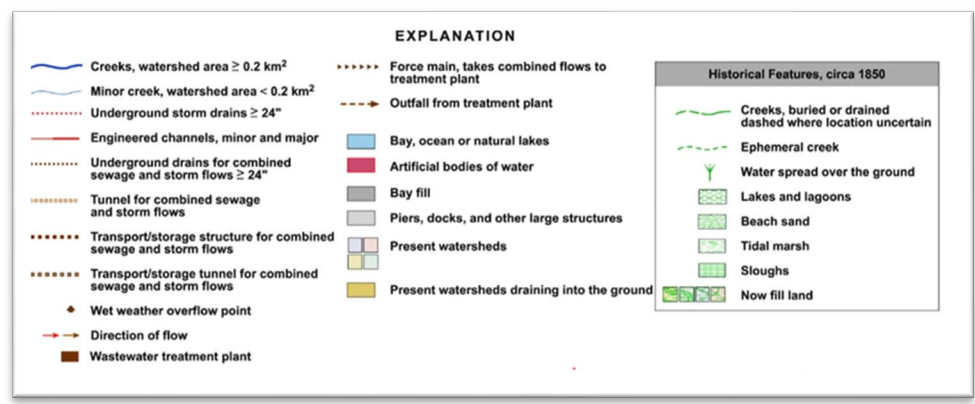 EXPLANATION
Creeks, watershed area ≥ 0.2 km²
Minor creek, watershed area < 0.2 km²
Underground storm drains ≥ 24"
Engineered channels, minor and major
Underground drains for combined
sewage and storm flows ≥ 24"
Tunnel for combined sewage
and storm flows
Transport/storage structure for combined
sewage and storm flows
Transport/storage tunnel for combined
sewage and storm flows
Wet weather overflow point
Direction of flow
Wastewater treatment plant
Force main, takes combined flows to
treatment plant
Outfall from treatment plant
Bay, ocean or natural lakes
Artificial bodies of water
Bay fill
Piers, docks, and other large structures
Present watersheds
Present watersheds draining into the ground
Historical Features, circa 1850
Creeks, buried or drained
dashed where location uncertain
Ephemeral creek
Water spread over the ground
Lakes and lagoons
Beach sand
Tidal marsh
Sloughs
Now fill land